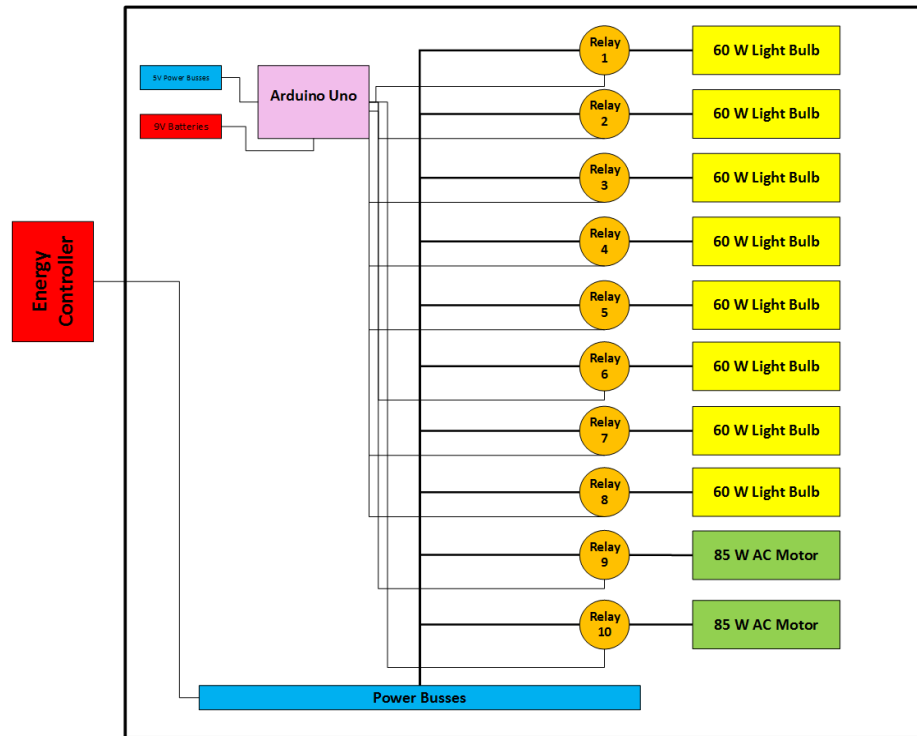 Relay
1
60 W Light Bulb
5V Power Busses
Arduino Uno
9V Batteries
Relay
2
60 W Light Bulb
Relay
3
60 W Light Bulb
Energy
Controller
Relay
4
60 W Light Bulb
Relay
5
60 W Light Bulb
Relay
6
60 W Light Bulb
Relay
7
60 W Light Bulb
Relay
8
60 W Light Bulb
Relay
9
85 W AC Motor
Relay
10
85 W AC Motor
Power Busses